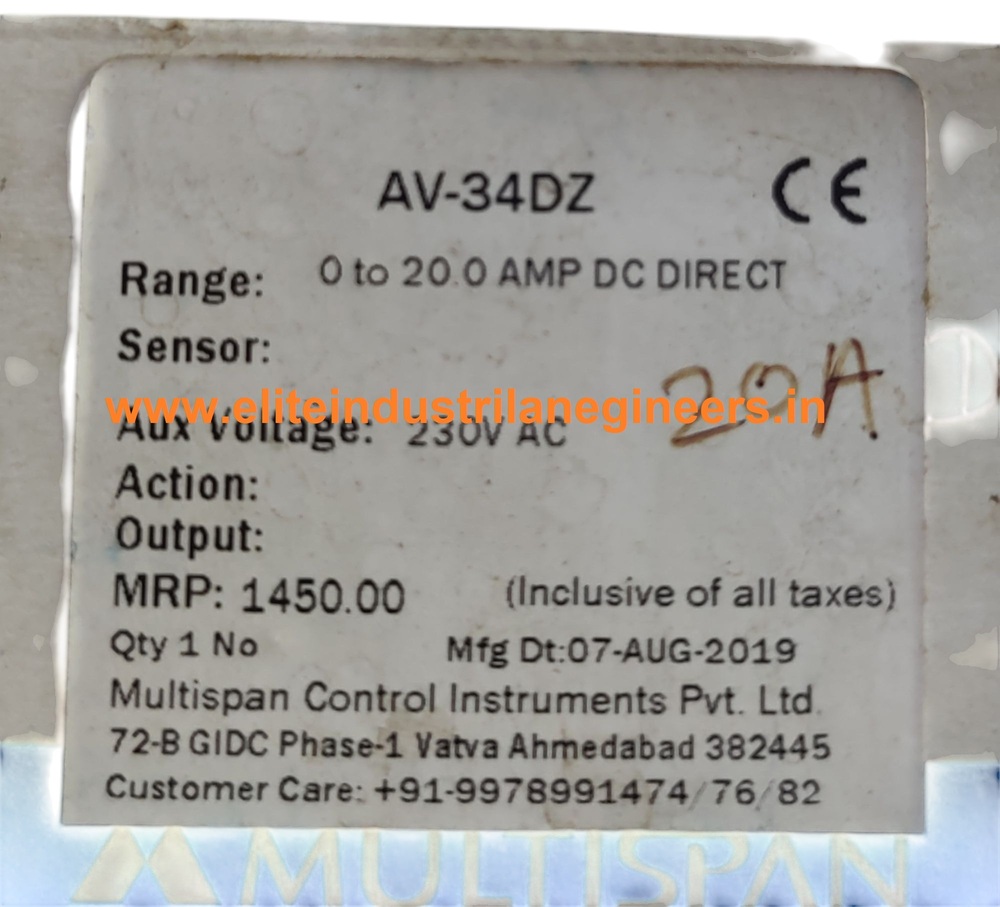 AV-34DZ CE
Range: 0 to 20.0 AMP DC DIRECT
Sensor:
20A
www.eliteindustrilanegineers.in
Aux Voltage: 230V AC
Action:
Output:
MRP: 1450.00 (Inclusive of all taxes)
Qty 1 No Mfg Dt:07-AUG-2019
Multispan Control Instruments Pvt. Ltd.
72-B GIDC Phase-1 Vatva Ahmedabad 382445
Customer Care: +91-9978991474/76/82
MULTISPAN